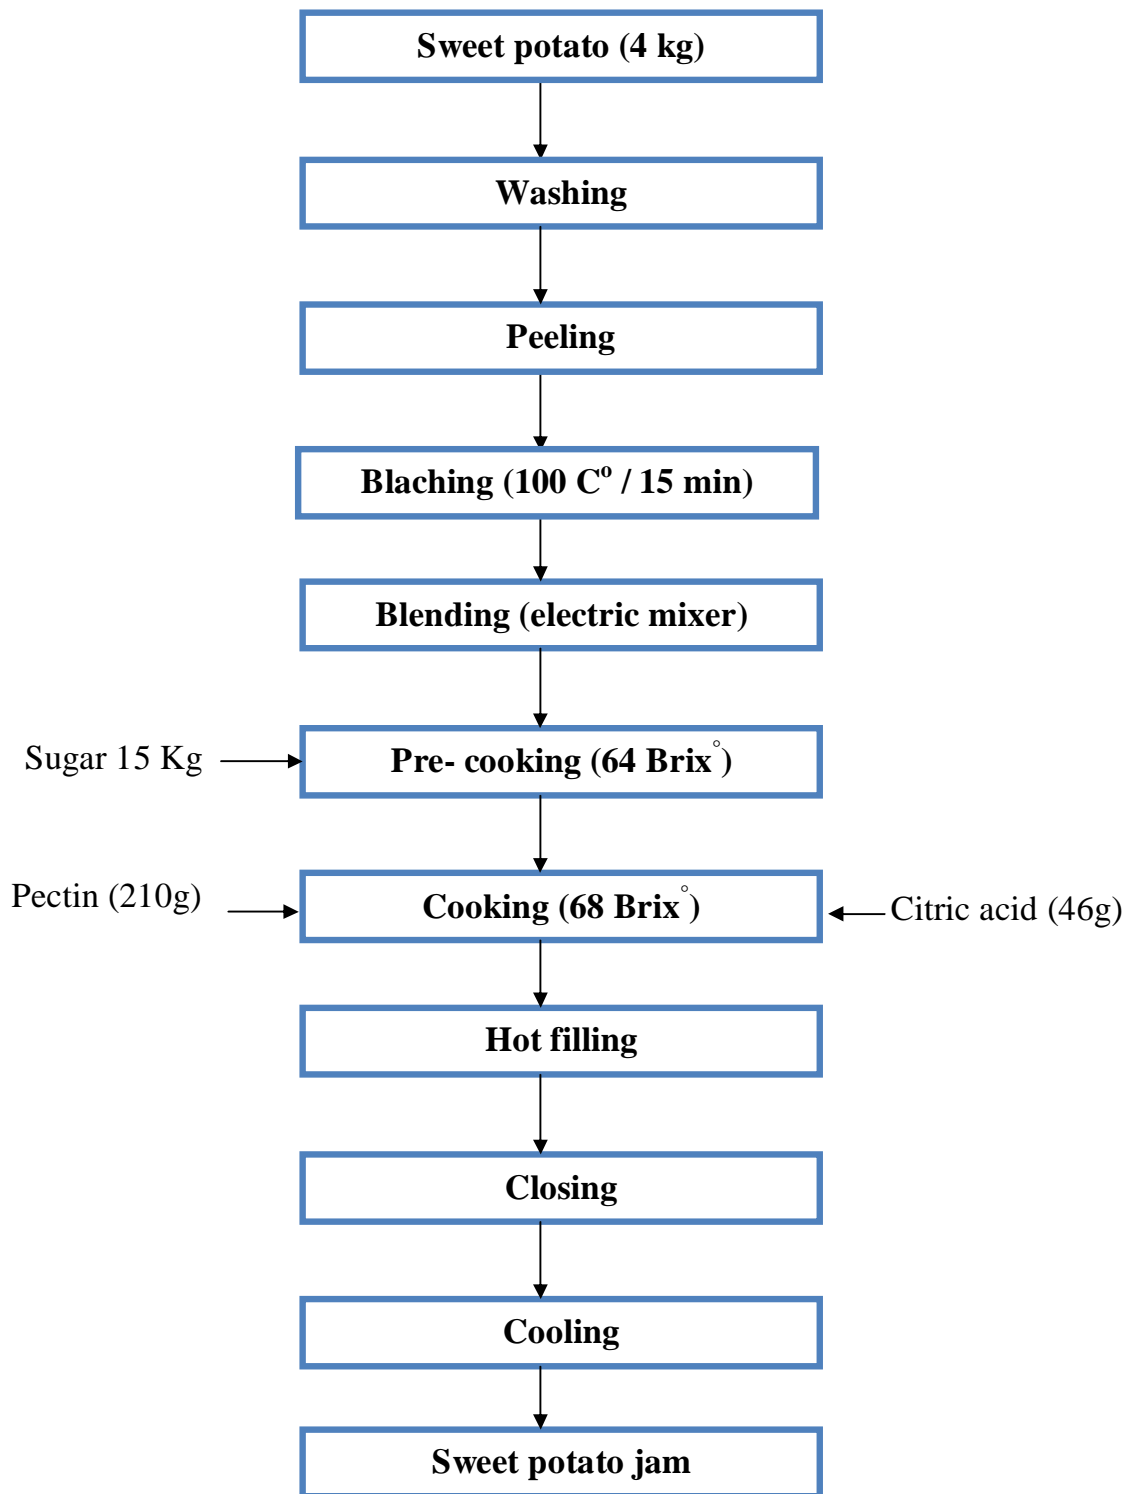 Sweet potato (4 kg)
Washing
Peeling
Blaching (100 Cº / 15 min)
Blending (electric mixer)
Sugar 15 Kg
Pre- cooking (64 Brix°)
Pectin (210g)
Cooking (68 Brix°)
Citric acid (46g)
Hot filling
Closing
Cooling
Sweet potato jam